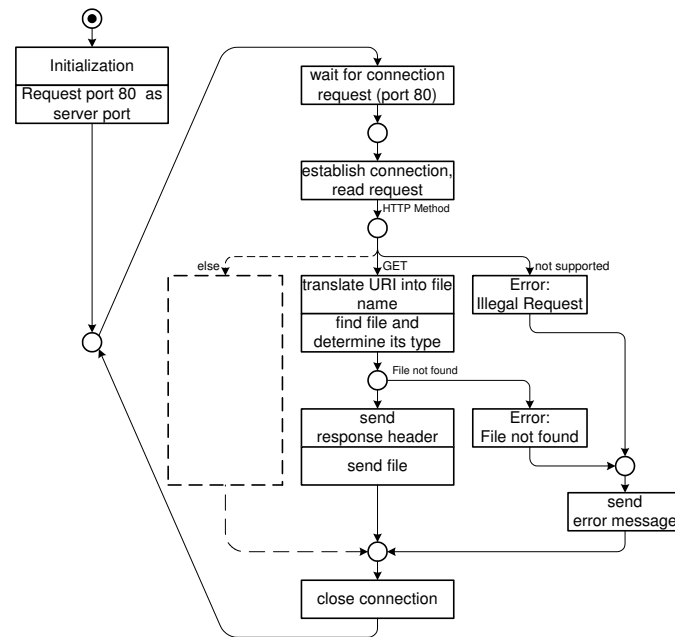 Initialization
Request port 80 as
server port
wait for connection
request (port 80)
establish connection,
read request
HTTP Method
else
GET
not supported
translate URI into file
name
find file and
determine its type
Error:
Illegal Request
File not found
send
response header
send file
Error:
File not found
send
error message
close connection